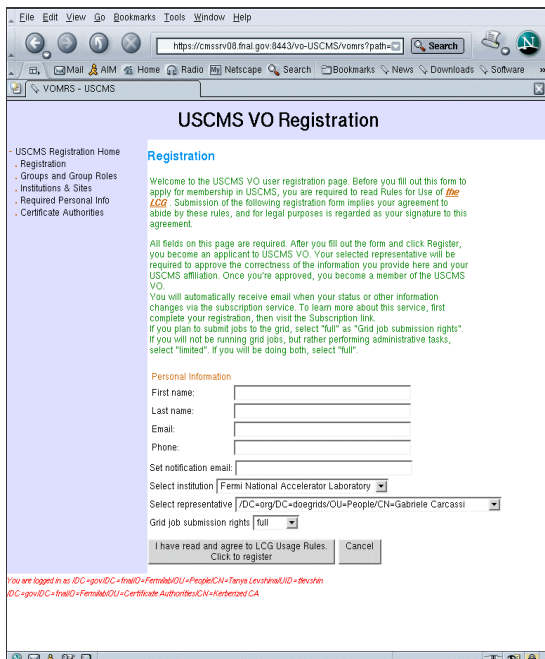 File Edit View Go Bookmarks Tools Window Help
https://cmssrv08.fnal.gov:8443/vo-USCMS/vomrs?path=
Search
N
Mail AIM Home Radio My Netscape Search Bookmarks News Downloads Software »
VOMRS - USCMS
USCMS VO Registration
- USCMS Registration Home
. Registration
. Groups and Group Roles
. Institutions & Sites
. Required Personal Info
. Certificate Authorities
Registration
Welcome to the USCMS VO user registration page. Before you fill out this form to
apply for membership in USCMS, you are required to read Rules for Use of the
LCG . Submission of the following registration form implies your agreement to
abide by these rules, and for legal purposes is regarded as your signature to this
agreement.
All fields on this page are required. After you fill out the form and click Register,
you become an applicant to USCMS VO. Your selected representative will be
required to approve the correctness of the information you provide here and your
USCMS affiliation. Once you're approved, you become a member of the USCMS
VO.
You will automatically receive email when your status or other information
changes via the subscription service. To learn more about this service, first
complete your registration, then visit the Subscription link.
If you plan to submit jobs to the grid, select "full" as "Grid job submission rights".
If you will not be running grid jobs, but rather performing administrative tasks,
select "limited". If you will be doing both, select "full".
Personal Information
First name:
Last name:
Email:
Phone:
Set notification email:
Select institution Fermi National Accelerator Laboratory
Select representative /DC=org/DC=doegrids/OU=People/CN=Gabriele Carcassi
Grid job submission rights full
I have read and agree to LCG Usage Rules.
Click to register
Cancel
You are logged in as /DC=gov/DC=fnal/O=Fermilab/OU=People/CN=Tanya Levshina/UID=tlevshin
/DC=gov/DC=fnal/O=Fermilab/OU=Certificate Authorities/CN=Kerberized CA